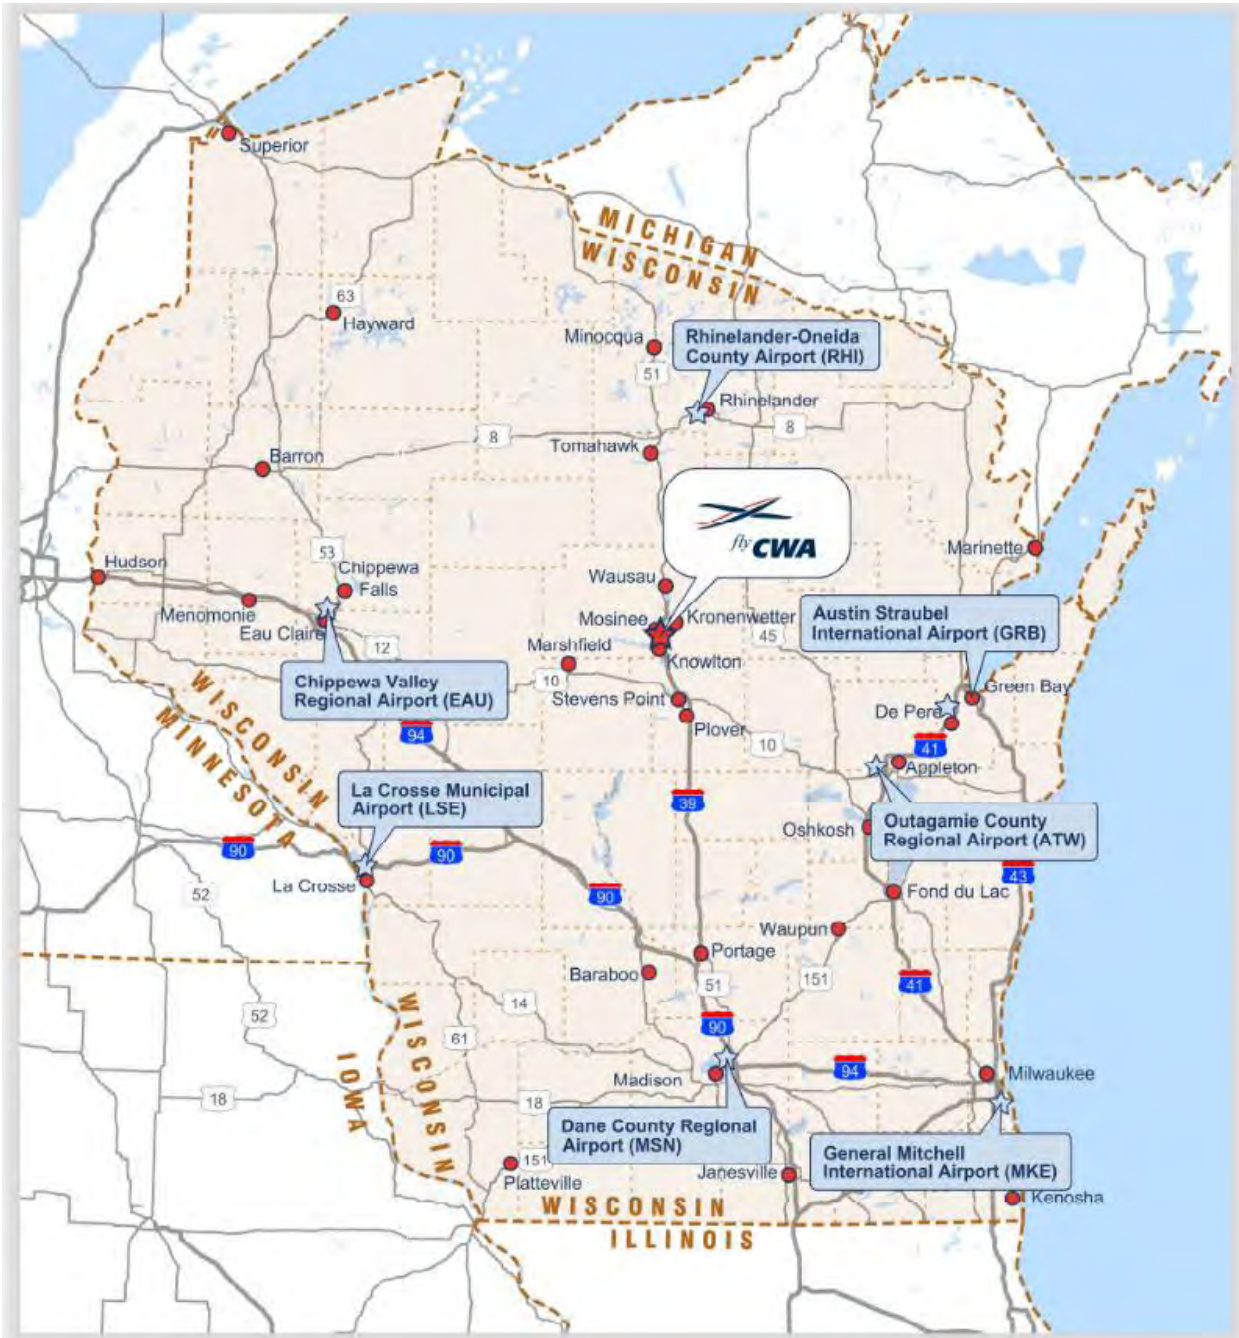 Superior
MICHIGAN
WISCONSIN
63
Hayward
Minocqua
Rhinelander-Oneida
County Airport (RHI)
51
Rhinelander
8
8
Tomahawk
Barron
fly CWA
53
Marinette
Hudson
Chippewa
Falls
Wausau
Menomonie
Eau Claire
Mosinee
Kronenwetter
Austin Straubel
International Airport (GRB)
45
12
Marshfield
Knowlton
10
Chippewa Valley
Regional Airport (EAU)
Stevens Point
Green Bay
De Pere
Plover
WISCONSIN
MINNESOTA
94
10
41
Appleton
La Crosse Municipal
Airport (LSE)
39
Oshkosh
Outagamie County
Regional Airport (ATW)
90
90
43
La Crosse
52
90
Fond du Lac
Waupun
Portage
Baraboo
51
151
41
14
52
90
61
WISCONSIN
IOWA
94
Madison
Milwaukee
18
18
Dane County Regional
Airport (MSN)
General Mitchell
International Airport (MKE)
151
Platteville
Janesville
Kenosha
WISCONSIN
ILLINOIS